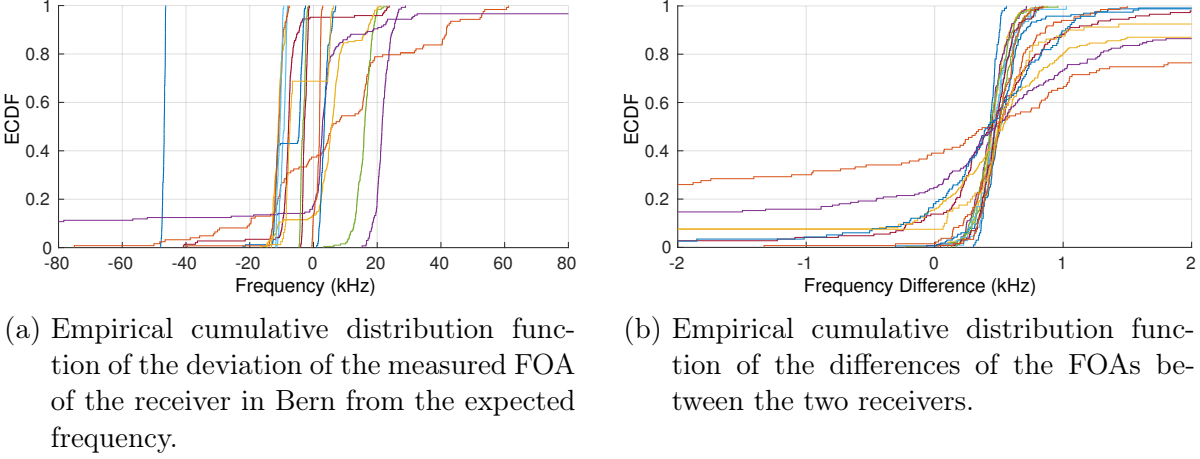 1
0.8
0.6
0.4
0.2
0
ECDF
-80 -60 -40 -20 0 20 40 60 80
Frequency (kHz)
(a) Empirical cumulative distribution func-
tion of the deviation of the measured FOA
of the receiver in Bern from the expected
frequency.
1
0.8
0.6
0.4
0.2
0
ECDF
-2 -1 0 1 2
Frequency Difference (kHz)
(b) Empirical cumulative distribution func-
tion of the differences of the FOAs be-
tween the two receivers.